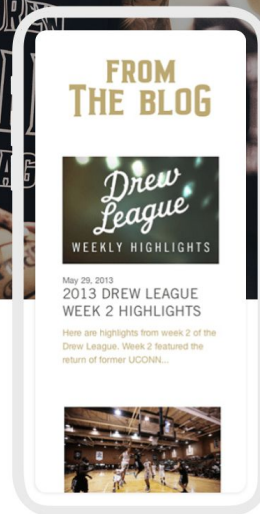 FROM
THE BLOG
Drew
League
WEEKLY HIGHLIGHTS
May 29, 2013
2013 DREW LEAGUE
WEEK 2 HIGHLIGHTS
Here are highlights from week 2 of the
Drew League. Week 2 featured the
return of former UCONN...